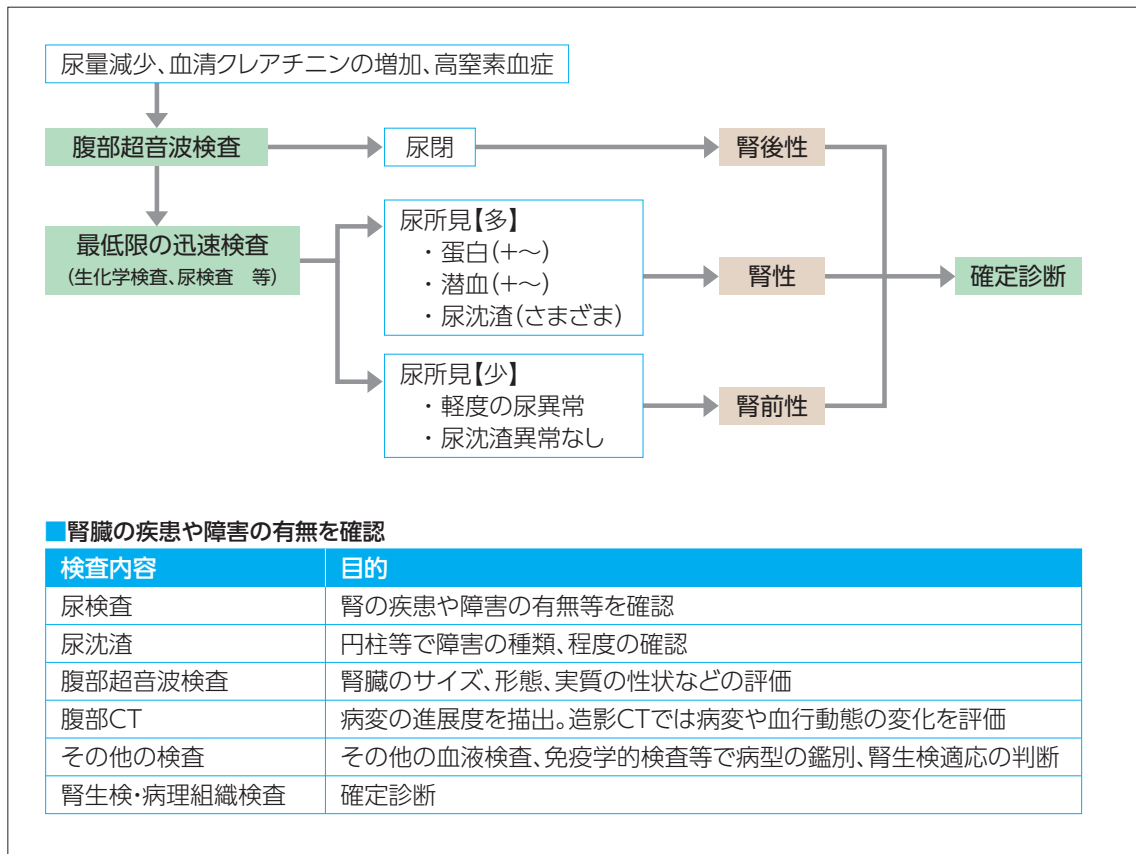 尿量減少、血清クレアチニンの増加、高窒素血症
腹部超音波検査
尿閉
腎後性
最低限の迅速検査
(生化学検査、尿検査　等)
尿所見【多】
・蛋白(+〜)
・潜血(+〜)
・尿沈渣(さまざま)
腎性
確定診断
尿所見【少】
・軽度の尿異常
・尿沈渣異常なし
腎前性
■腎臓の疾患や障害の有無を確認
検査内容 目的
尿検査 腎の疾患や障害の有無等を確認
尿沈渣 円柱等で障害の種類、程度の確認
腹部超音波検査 腎臓のサイズ、形態、実質の性状などの評価
腹部CT 病変の進展度を描出。造影CTでは病変や血行動態の変化を評価
その他の検査 その他の血液検査、免疫学的検査等で病型の鑑別、腎生検適応の判断
腎生検・病理組織検査 確定診断